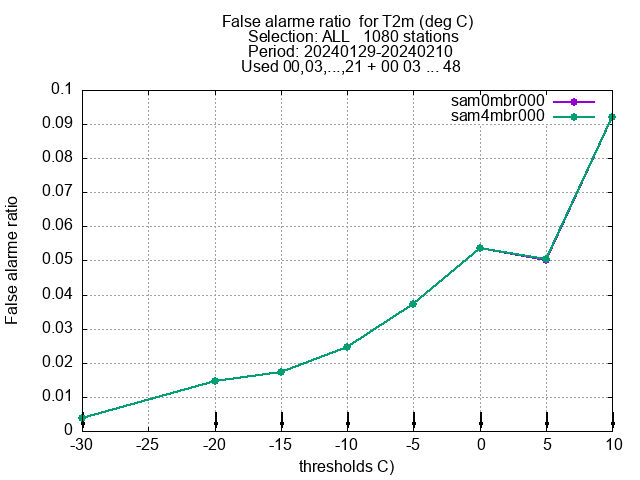 False alarme ratio  for T2m (deg C)
Selection: ALL   1080 stations
Period: 20240129-20240210
Used 00,03,...,21 + 00 03 ... 48
sam0mbr000
sam4mbr000
False alarme ratio
0.1
0.09
0.08
0.07
0.06
0.05
0.04
0.03
0.02
0.01
0
-30 -25 -20 -15 -10 -5 0 5 10
thresholds C)